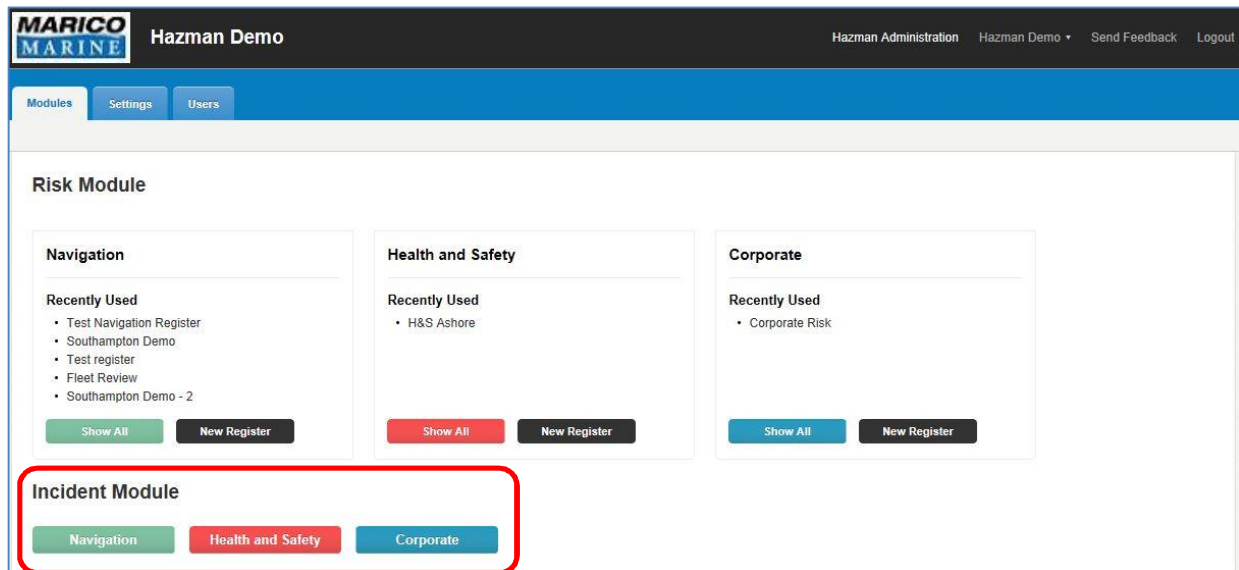 MARICO
MARINE
Hazman Demo
Hazman Administration Hazman Demo Send Feedback Logout
Modules Settings Users
Risk Module
Navigation
Recently Used
• Test Navigation Register
• Southampton Demo
• Test register
• Fleet Review
• Southampton Demo - 2
Show All New Register
Health and Safety
Recently Used
• H&S Ashore
Show All New Register
Corporate
Recently Used
• Corporate Risk
Show All New Register
Incident Module
Navigation Health and Safety Corporate